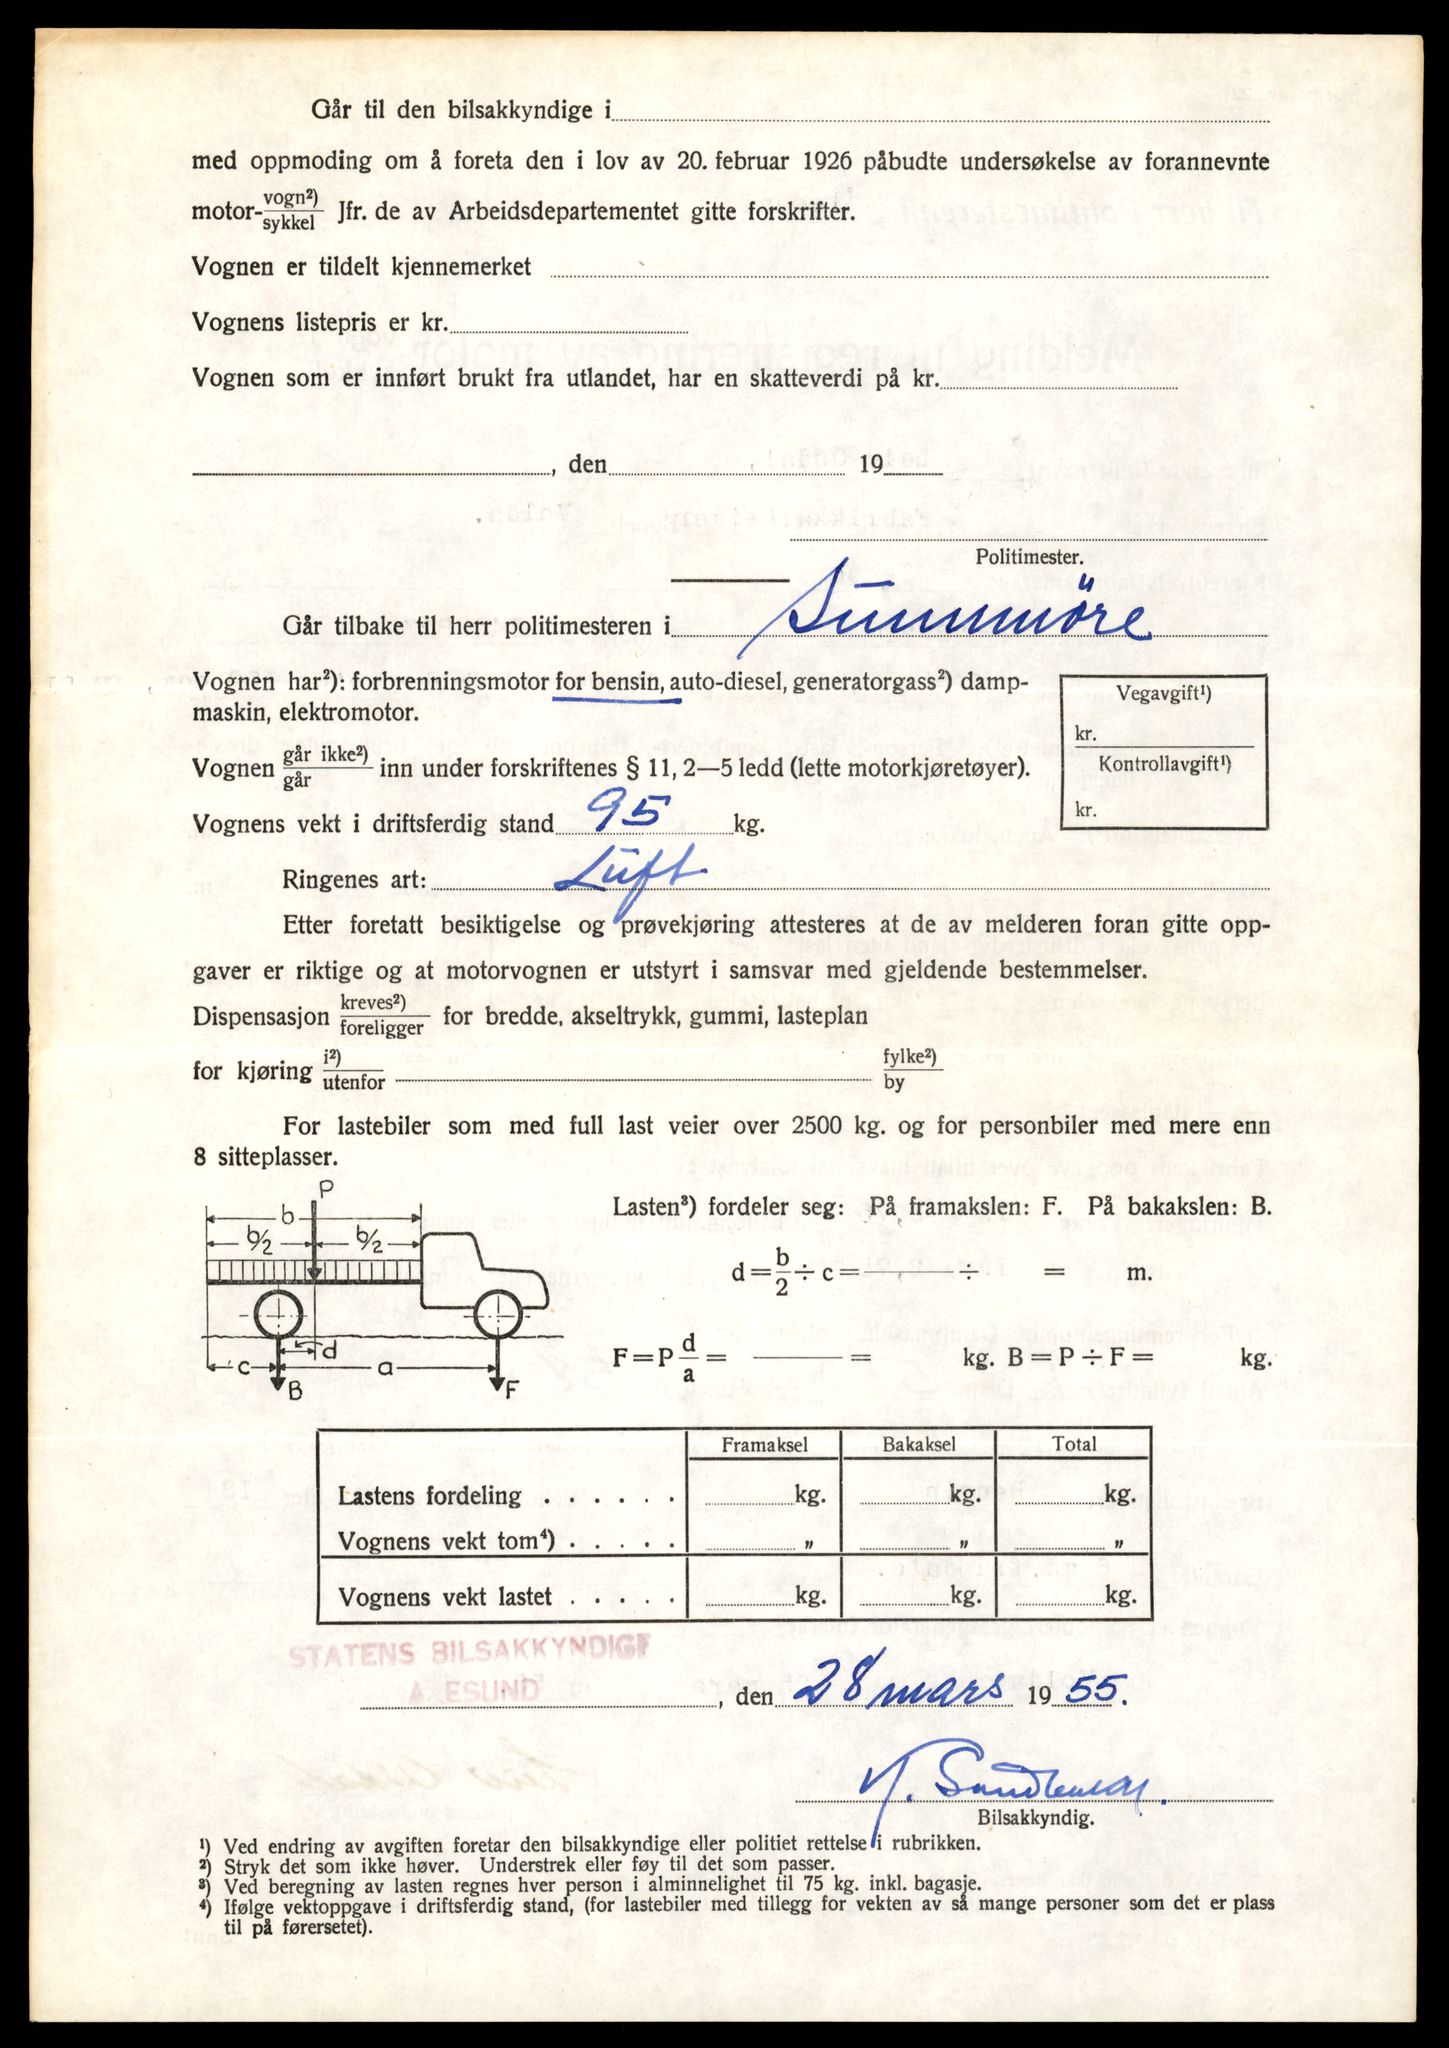 Går til den bilsakkyndige i
med oppmoding om å foreta den i lov av 20. februar 1926 påbudte undersøkelse av forannevnte
motor-vogn²)/sykkel Jfr. de av Arbeidsdepartementet gitte forskrifter.
Vognen er tildelt kjennemerket
Vognens listepris er kr.
Vognen som er innført brukt fra utlandet, har en skatteverdi på kr.
, den 19
Politimester.
Går tilbake til herr politimesteren i Sunnmöre
Vognen har²): forbrenningsmotor for bensin, auto-diesel, generatorgass²) damp-
maskin, elektromotor.
Vegavgift¹)
kr.
Kontrollavgift¹)
kr.
Vognen går ikke²)/går inn under forskriftenes § 11, 2—5 ledd (lette motorkjøretøyer).
Vognens vekt i driftsferdig stand 95 kg.
Ringenes art: Luft
Etter foretatt besiktigelse og prøvekjøring attesteres at de av melderen foran gitte opp-
gaver er riktige og at motorvognen er utstyrt i samsvar med gjeldende bestemmelser.
Dispensasjon kreves²)/foreligger for bredde, akseltrykk, gummi, lasteplan
for kjøring i²)/utenfor fylke²)/by
For lastebiler som med full last veier over 2500 kg. og for personbiler med mere enn
8 sitteplasser.
P
b
b/2 b/2
d
c a
B F
Lasten³) fordeler seg: På framakslen: F. På bakakslen: B.
d = b/2 ÷ c = ÷ = m.
F = P d/a = = kg. B = P ÷ F = kg.
Framaksel Bakaksel Total
Lastens fordeling . . . . . . kg. kg. kg.
Vognens vekt tom⁴) . . . . . „ „ „
Vognens vekt lastet . . . . . kg. kg. kg.
STATENS BILSAKKYNDIGE
ALESUND
, den 28 mars 1955.
Bilsakkyndig.
¹) Ved endring av avgiften foretar den bilsakkyndige eller politiet rettelse i rubrikken.
²) Stryk det som ikke høver. Understrek eller føy til det som passer.
³) Ved beregning av lasten regnes hver person i alminnelighet til 75 kg. inkl. bagasje.
⁴) Ifølge vektoppgave i driftsferdig stand, (for lastebiler med tillegg for vekten av så mange personer som det er plass
til på førersetet).